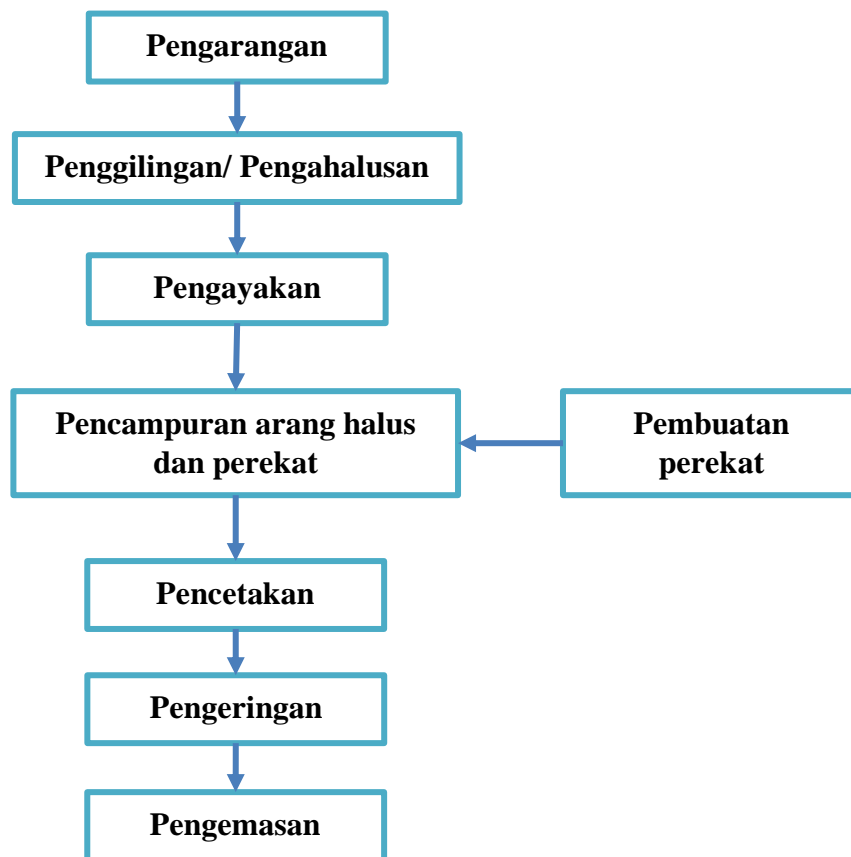 Pengarangan
Penggilingan/ Pengahalusan
Pengayakan
Pencampuran arang halus
dan perekat
Pembuatan
perekat
Pencetakan
Pengeringan
Pengemasan